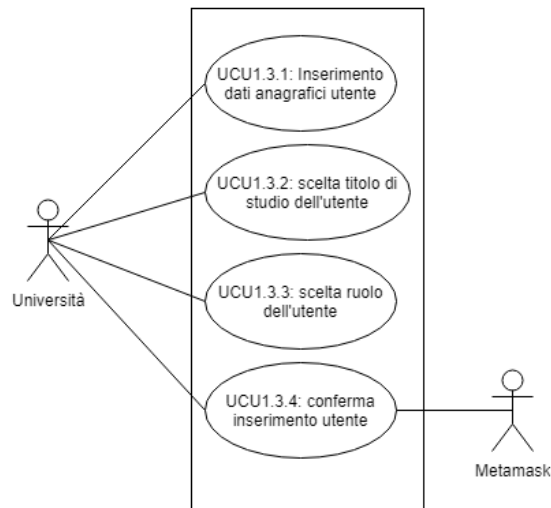 UCU1.3.1: Inserimento
dati anagrafici utente
UCU1.3.2: scelta titolo di
studio dell'utente
Università
UCU1.3.3: scelta ruolo
dell'utente
UCU1.3.4: conferma
inserimento utente
Metamask